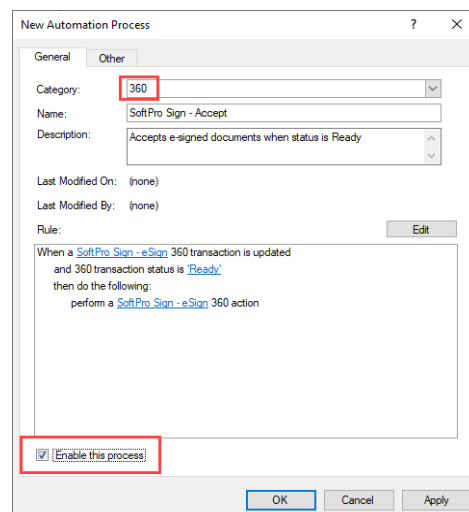 New Automation Process ? ×
General Other
Category: 360
Name: SoftPro Sign - Accept
Description: Accepts e-signed documents when status is Ready
Last Modified On: (none)
Last Modified By: (none)
Rule: Edit
When a SoftPro Sign - eSign 360 transaction is updated
and 360 transaction status is 'Ready'
then do the following:
perform a SoftPro Sign - eSign 360 action
Enable this process
OK Cancel Apply